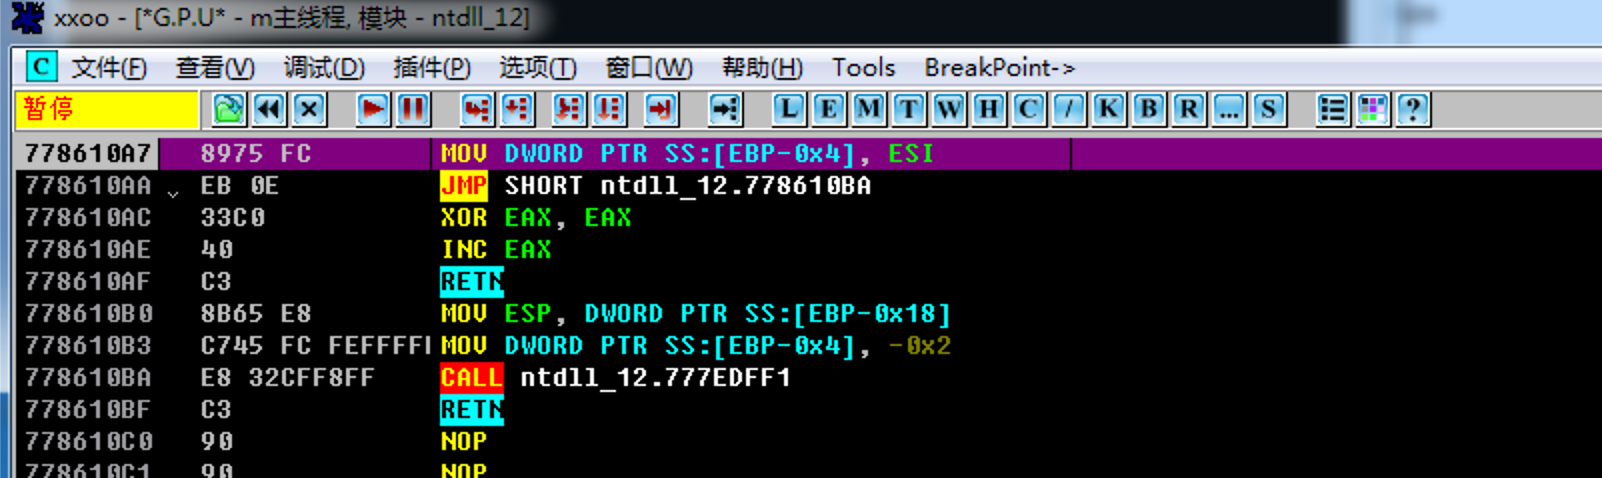 xxoo - [*G.P.U* - m主线程, 模块 - ntdll_12]
C 文件(F) 查看(V) 调试(D) 插件(P) 选项(T) 窗口(W) 帮助(H) Tools BreakPoint->
暂停 L E M T W H C / K B R ... S ?
778610A7 8975 FC MOV DWORD PTR SS:[EBP-0x4], ESI
778610AA EB 0E JMP SHORT ntdll_12.778610BA
778610AC 33C0 XOR EAX, EAX
778610AE 40 INC EAX
778610AF C3 RETN
778610B0 8B65 E8 MOV ESP, DWORD PTR SS:[EBP-0x18]
778610B3 C745 FC FEFFFF MOV DWORD PTR SS:[EBP-0x4], -0x2
778610BA E8 32CFF8FF CALL ntdll_12.777EDFF1
778610BF C3 RETN
778610C0 90 NOP
778610C1 90 NOP